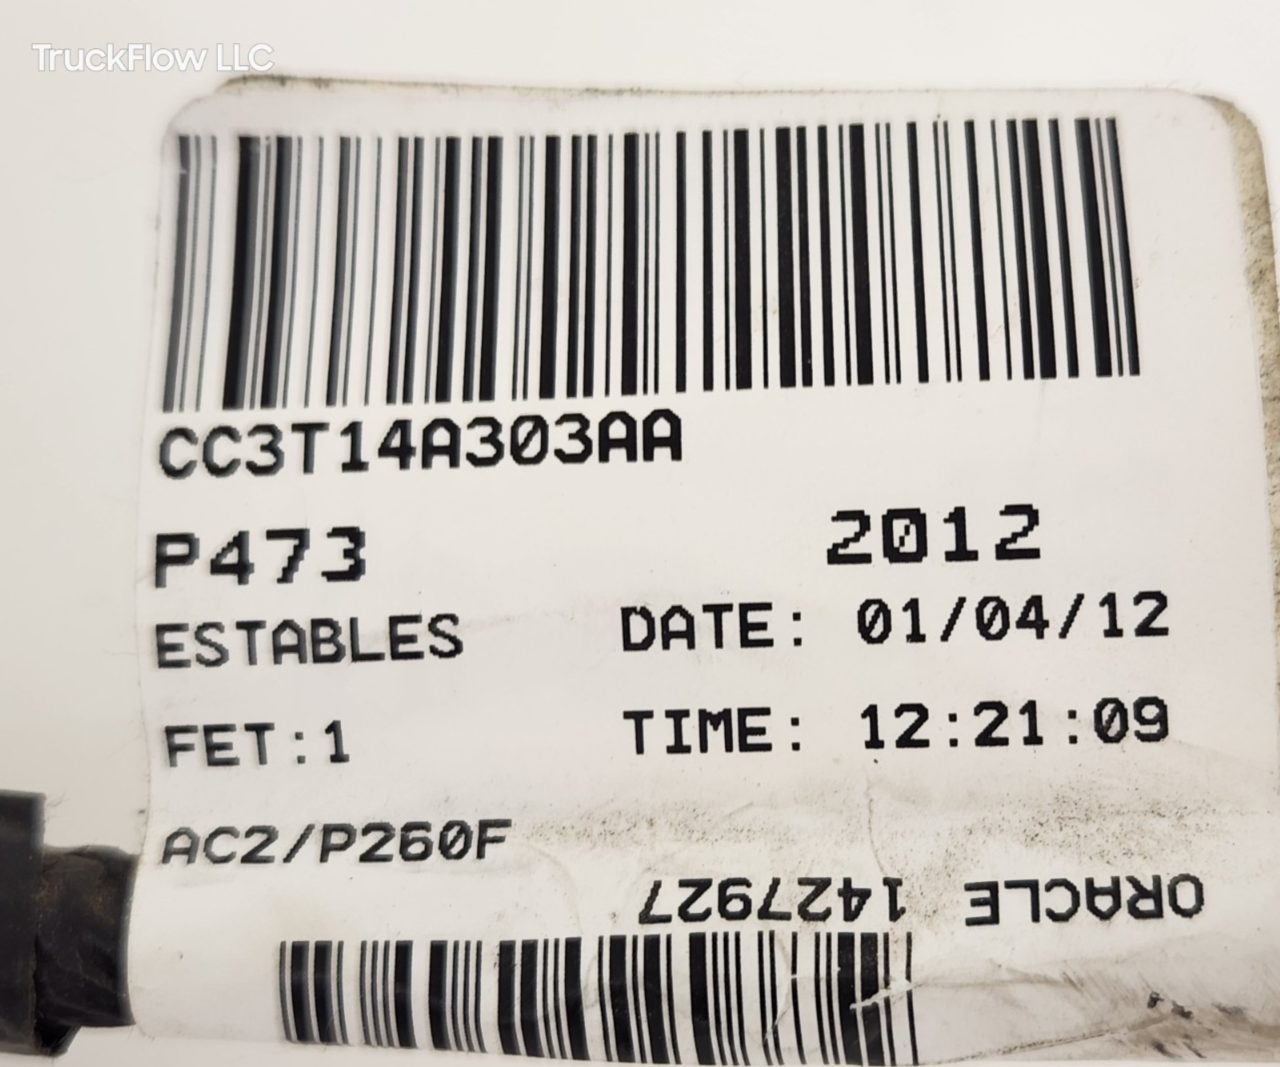 TruckFlow LLC
CC3T14A303AA
P473 2012
ESTABLES DATE: 01/04/12
FET:1 TIME: 12:21:09
AC2/P260F
ORACLE 1427927